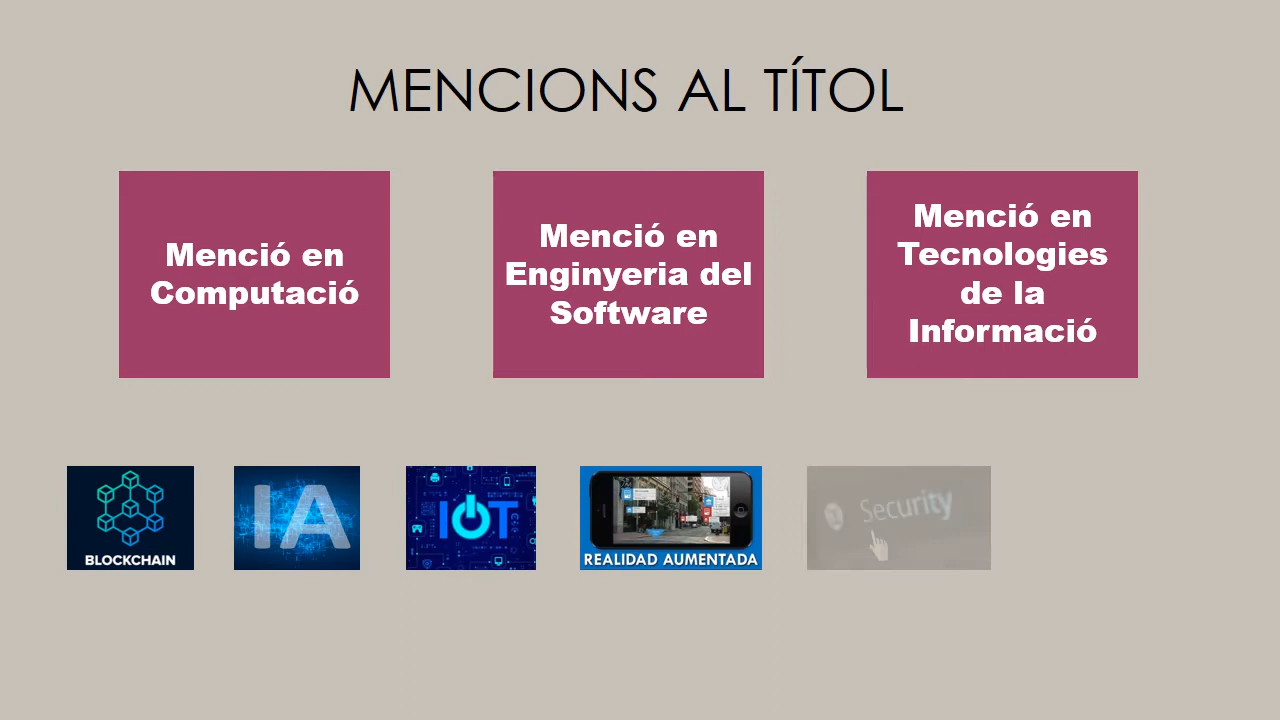 MENCIONS AL TÍTOL
Menció en
Computació
Menció en
Enginyeria del
Software
Menció en
Tecnologies
de la
Informació
BLOCKCHAIN
IA
IOT
REALIDAD AUMENTADA
Security